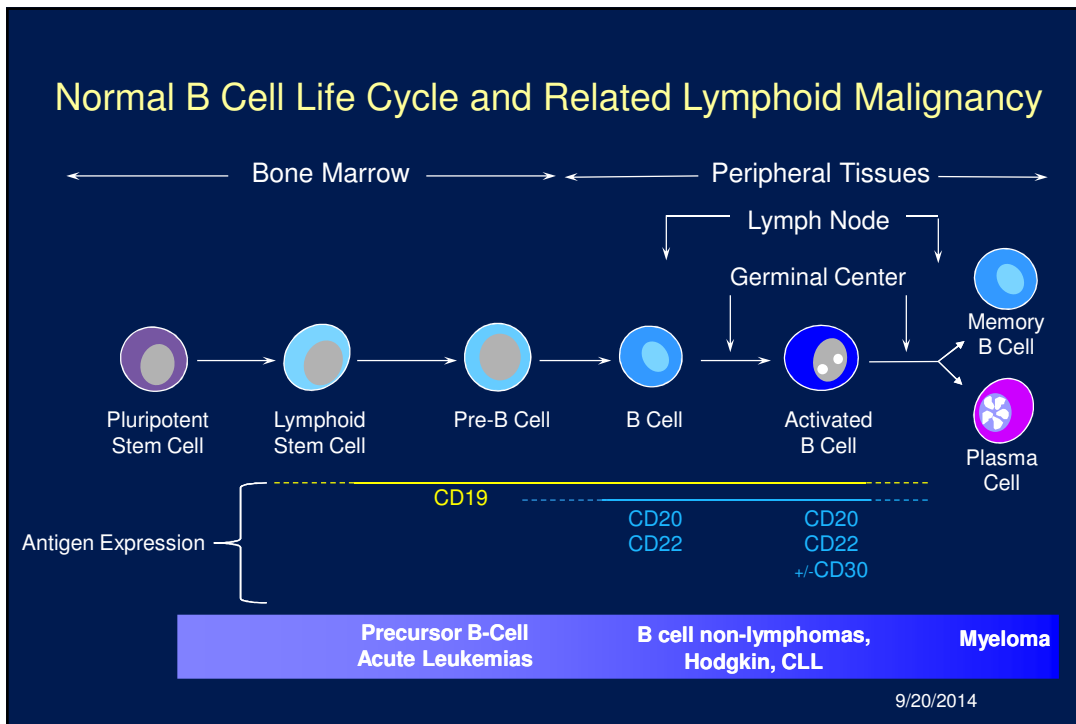 Normal B Cell Life Cycle and Related Lymphoid Malignancy
Bone Marrow
Peripheral Tissues
Lymph Node
Germinal Center
Memory
B Cell
Pluripotent
Stem Cell
Lymphoid
Stem Cell
Pre-B Cell
B Cell
Activated
B Cell
Plasma
Cell
Antigen Expression
CD19
CD20
CD22
CD20
CD22
+/-CD30
Precursor B-Cell
Acute Leukemias
B cell non-lymphomas,
Hodgkin, CLL
Myeloma
9/20/2014